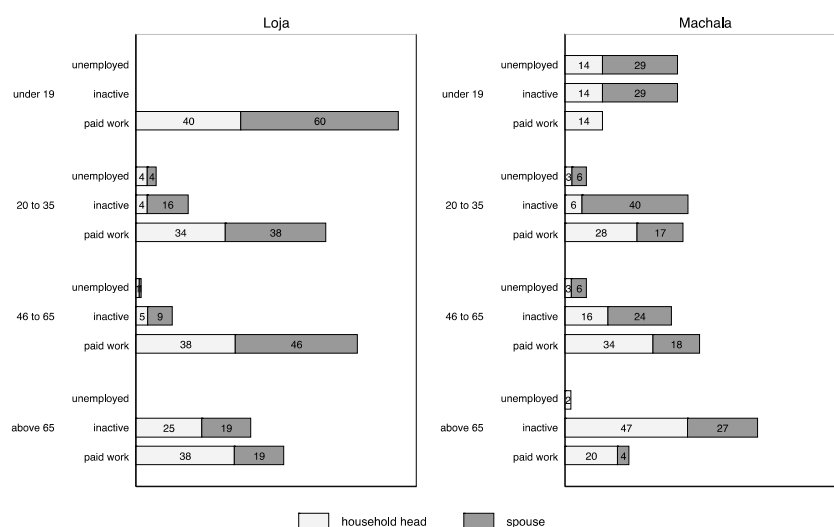 Loja
unemployed
under 19 inactive
paid work 40 60
unemployed 4 4
20 to 35 inactive 4 16
paid work 34 38
unemployed 1
46 to 65 inactive 5 9
paid work 38 46
unemployed
above 65 inactive 25 19
paid work 38 19
Machala
unemployed 14 29
under 19 inactive 14 29
paid work 14
unemployed 3 6
20 to 35 inactive 6 40
paid work 28 17
unemployed 3 6
46 to 65 inactive 16 24
paid work 34 18
unemployed 2
above 65 inactive 47 27
paid work 20 4
household head spouse